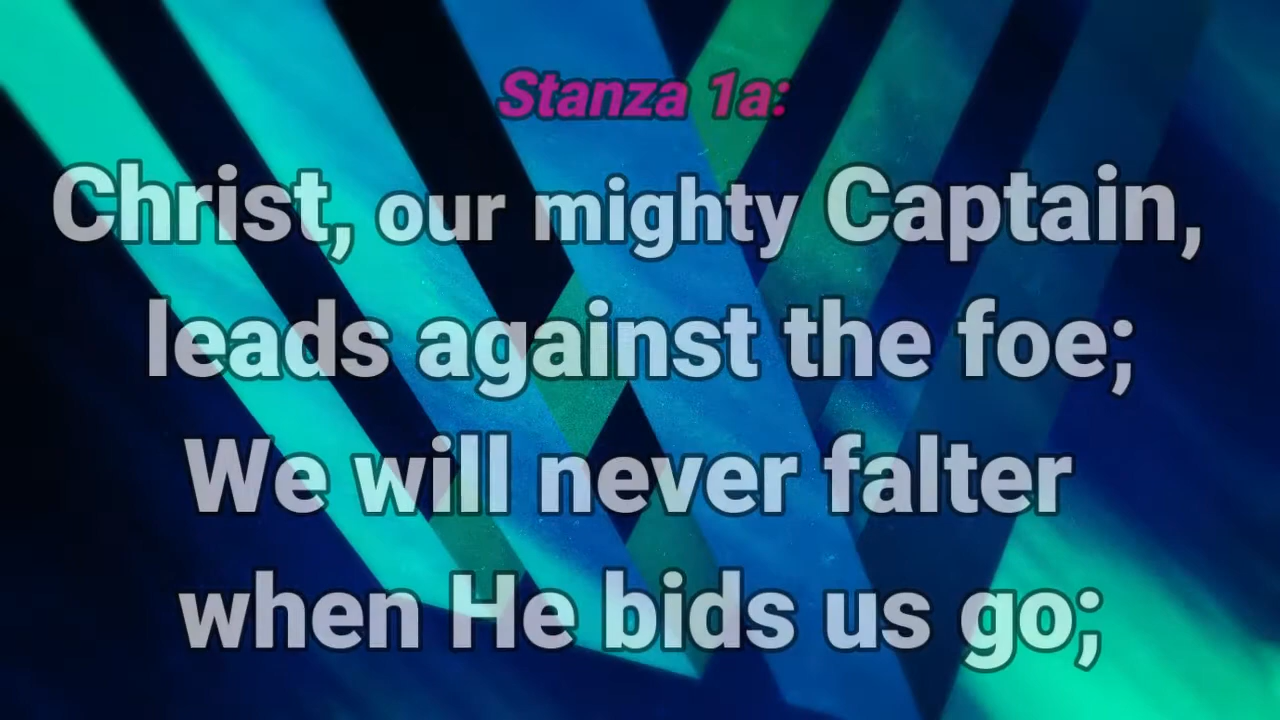 Stanza 1a:
Christ, our mighty Captain,
leads against the foe;
We will never falter
when He bids us go;